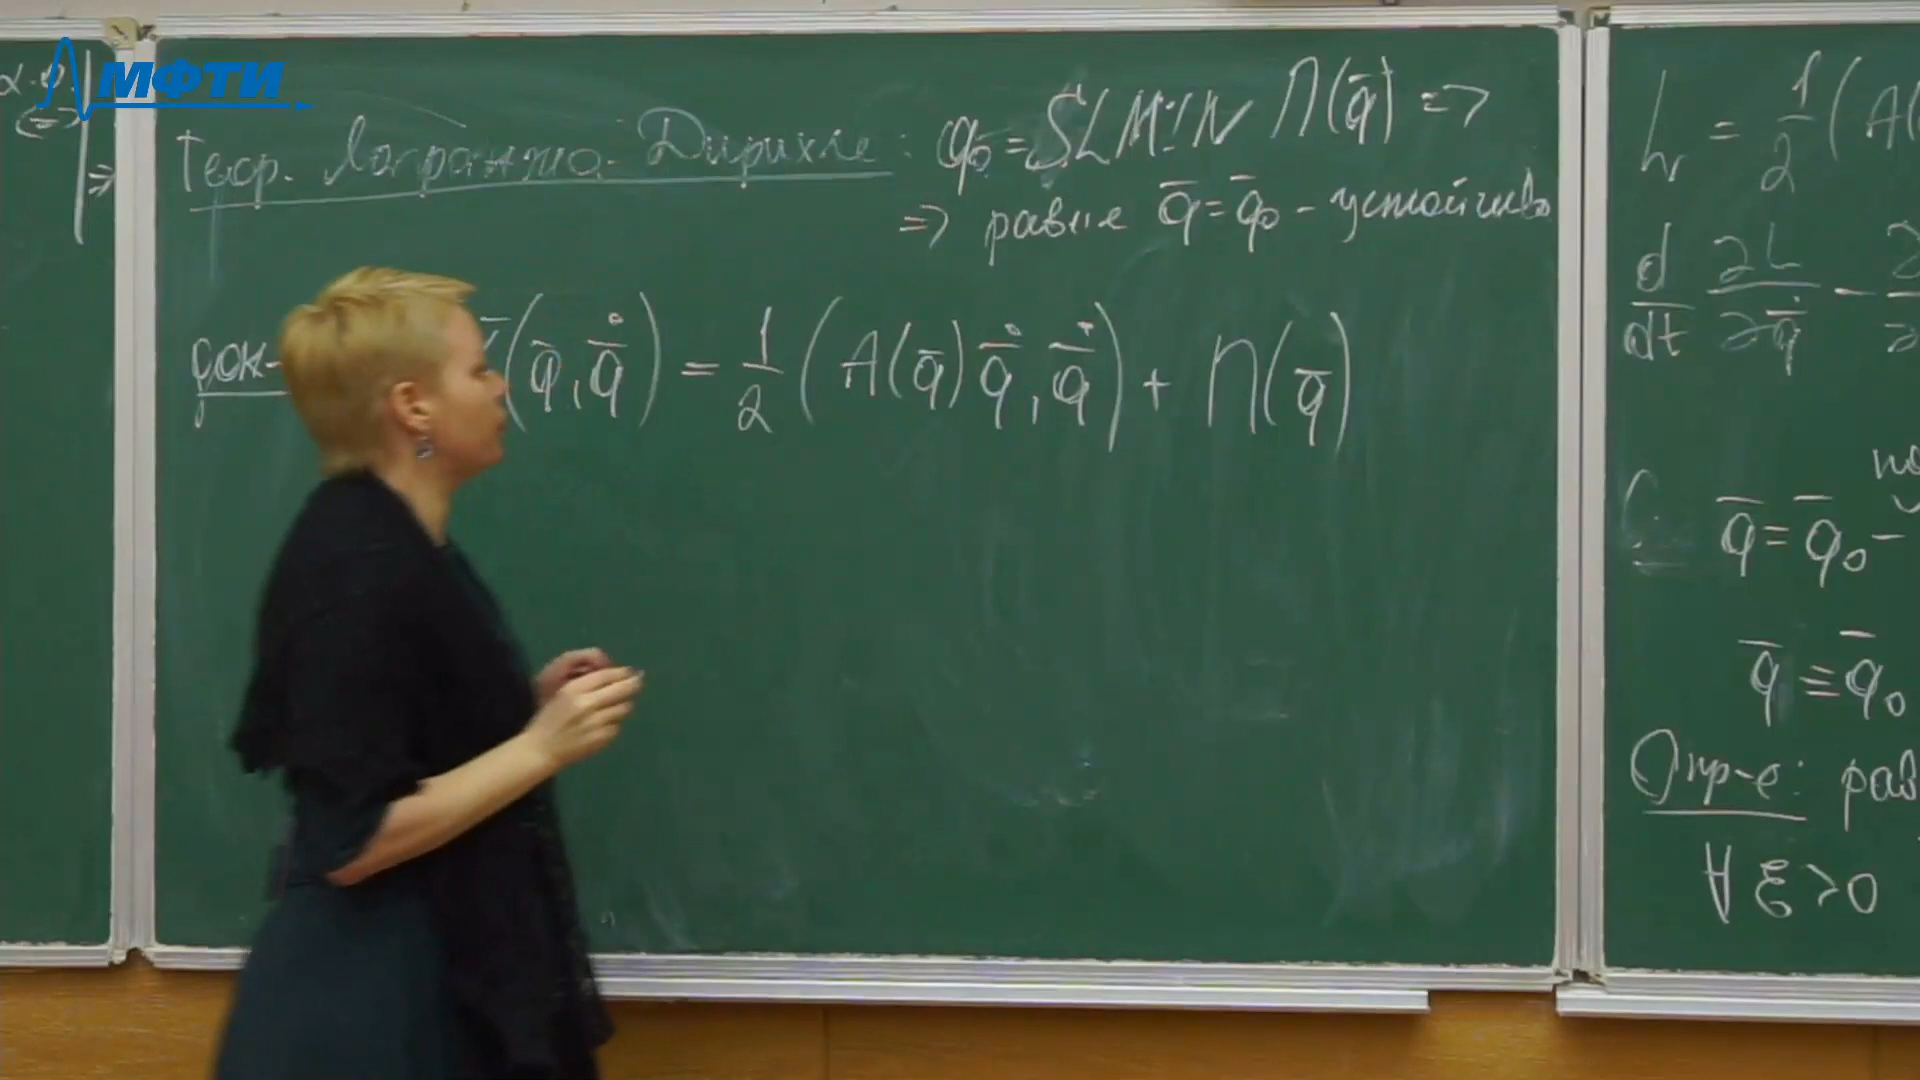 МФТИ
Теор. Лагранжа-Дирихле: q̄₀ = SLMIN П(q̄) =>
=> равн-е q̄ = q̄₀ - устойчиво
док-
(q̄, q̄̇) = 1/2 (A(q̄) q̄̇, q̄̇) + П(q̄)
L = 1/2 (A(
d/dt ∂L/∂q̄̇ -
q̄ = q̄₀ -
q̄ ≡ q̄₀
Опр-е: рав
∀ ε > 0